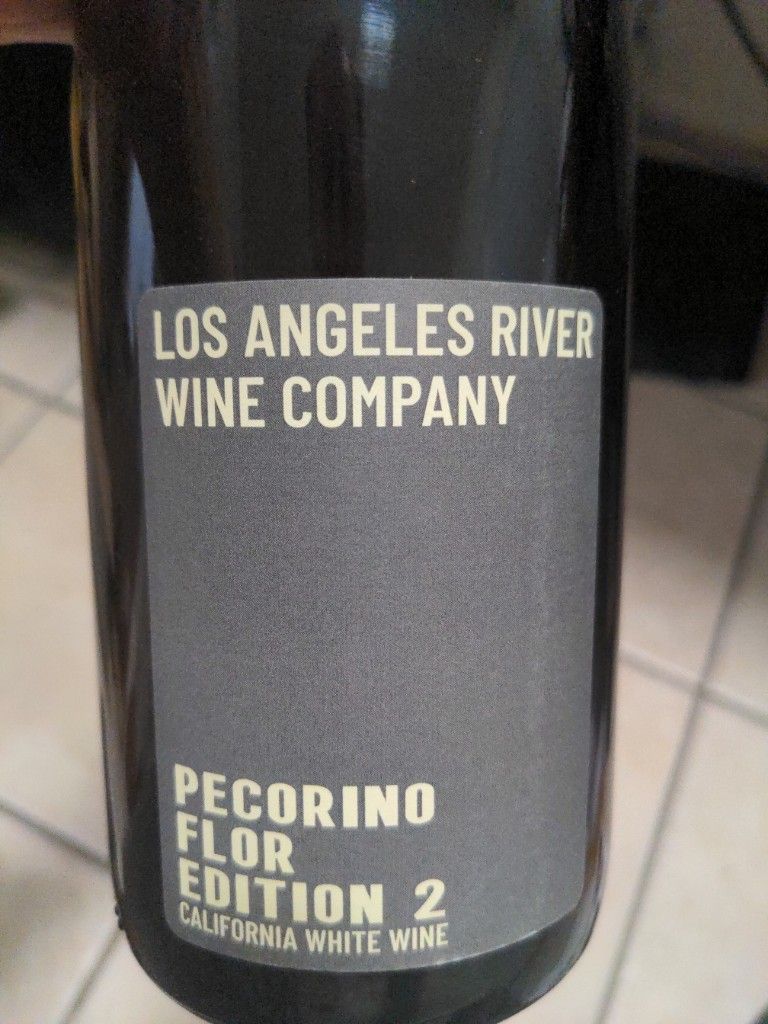 LOS ANGELES RIVER
WINE COMPANY
PECORINO
FLOR
EDITION 2
CALIFORNIA WHITE WINE